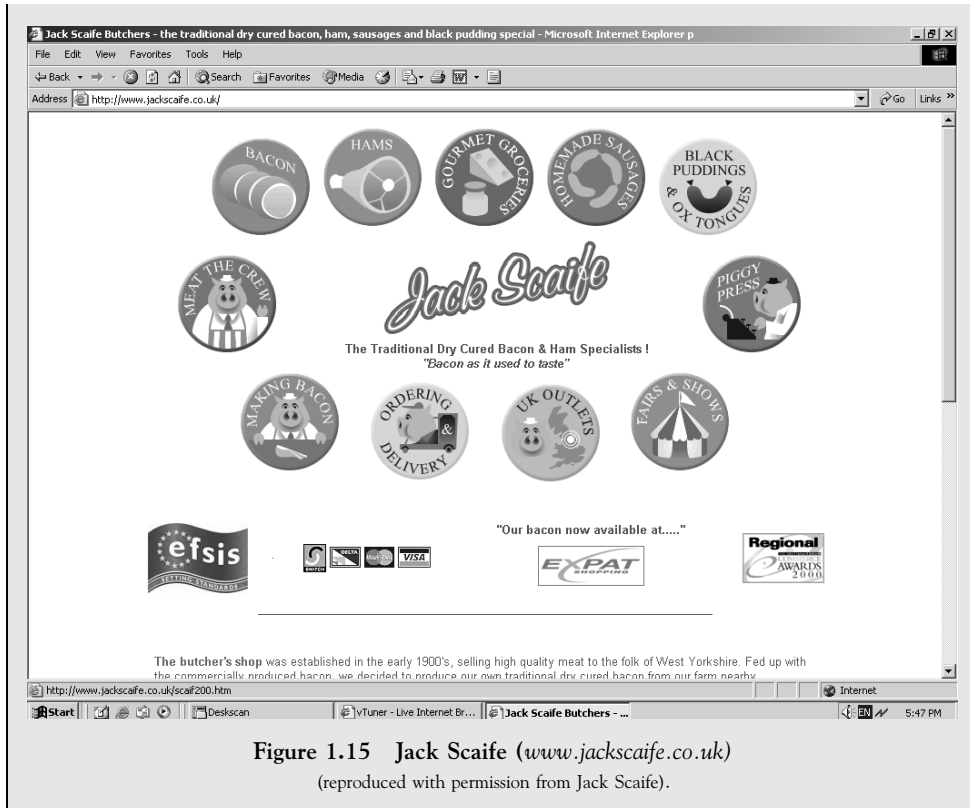 Jack Scaife Butchers - the traditional dry cured bacon, ham, sausages and black pudding special - Microsoft Internet Explorer p
File Edit View Favorites Tools Help
Back Search Favorites Media
Address http://www.jackscaife.co.uk/ Go Links »
BACON
HAMS
GOURMET GROCERIES
HOMEMADE SAUSAGES
BLACK
PUDDINGS
& OX TONGUES
MEAT THE CREW
Jack Scaife
PIGGY
PRESS
The Traditional Dry Cured Bacon & Ham Specialists !
"Bacon as it used to taste"
MAKING BACON
ORDERING
&
DELIVERY
UK OUTLETS
FAIRS & SHOWS
efsis
SETTING STANDARDS
SWITCH
DELTA
VISA
"Our bacon now available at....."
EXPAT
SHOPPING
Regional
COMMERCE
AWARDS
2000
The butcher's shop was established in the early 1900's, selling high quality meat to the folk of West Yorkshire. Fed up with
the commercially produced bacon, we decided to produce our own traditional dry cured bacon from our farm nearby
http://www.jackscaife.co.uk/scaif200.htm Internet
Start Deskscan vTuner - Live Internet Br... Jack Scaife Butchers - ... EN 5:47 PM
Figure 1.15 Jack Scaife (www.jackscaife.co.uk)
(reproduced with permission from Jack Scaife).